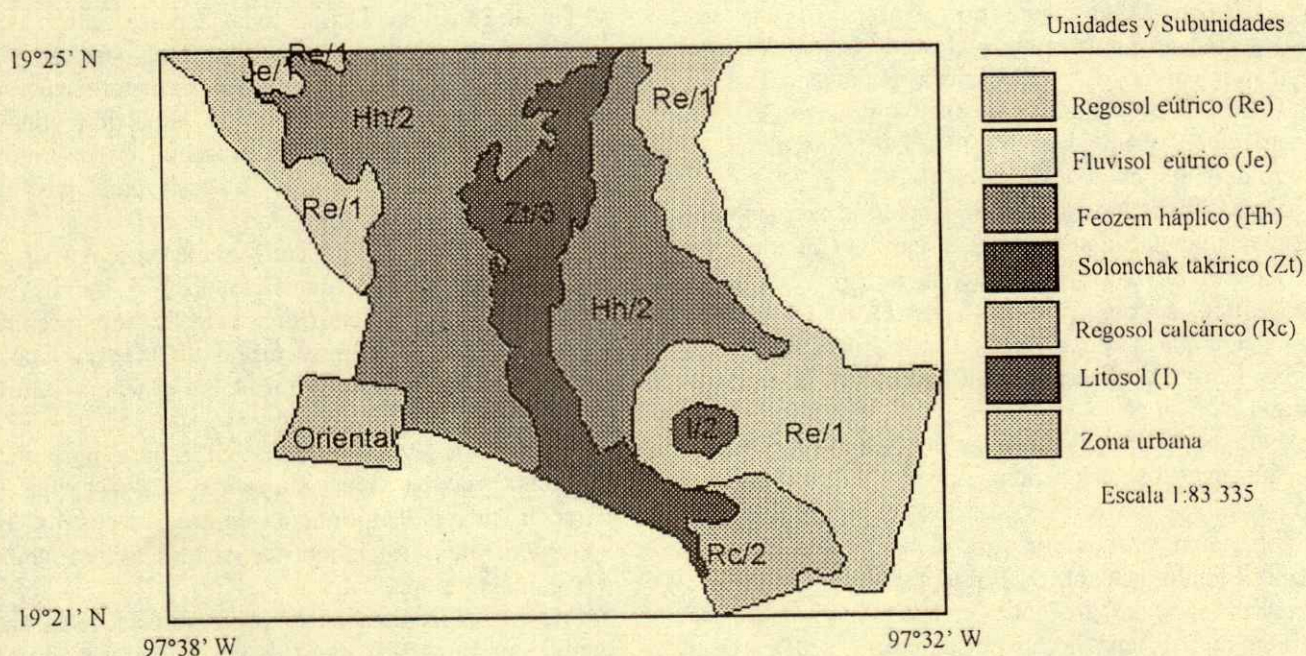 Unidades y Subunidades
19°25' N
Re/1
Je/1
Hh/2
Re/1
Zt/3
Re/1
Hh/2
I/2
Re/1
Oriental
Rc/2
19°21' N
97°38' W
97°32' W
Regosol eútrico (Re)
Fluvisol eútrico (Je)
Feozem háplico (Hh)
Solonchak takírico (Zt)
Regosol calcárico (Rc)
Litosol (I)
Zona urbana
Escala 1:83 335